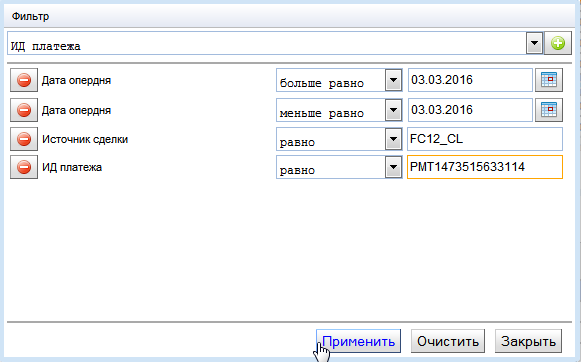 Фильтр
ИД платежа
Дата опердня больше равно 03.03.2016
Дата опердня меньше равно 03.03.2016
Источник сделки равно FC12_CL
ИД платежа равно PMT1473515633114
Применить Очистить Закрыть